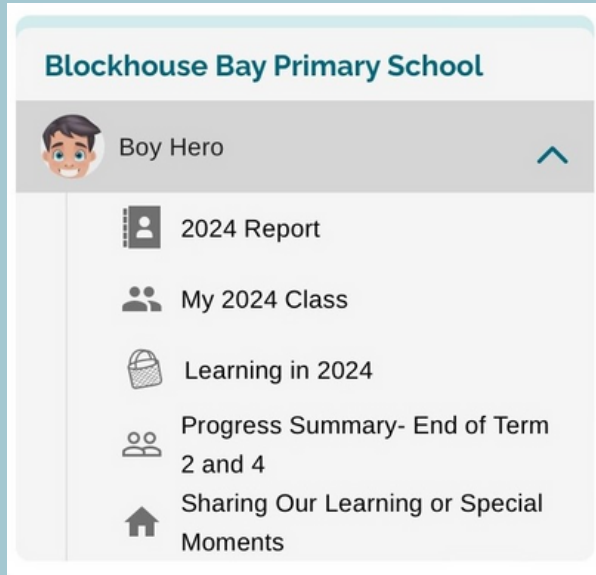 Blockhouse Bay Primary School
Boy Hero
2024 Report
My 2024 Class
Learning in 2024
Progress Summary- End of Term
2 and 4
Sharing Our Learning or Special
Moments